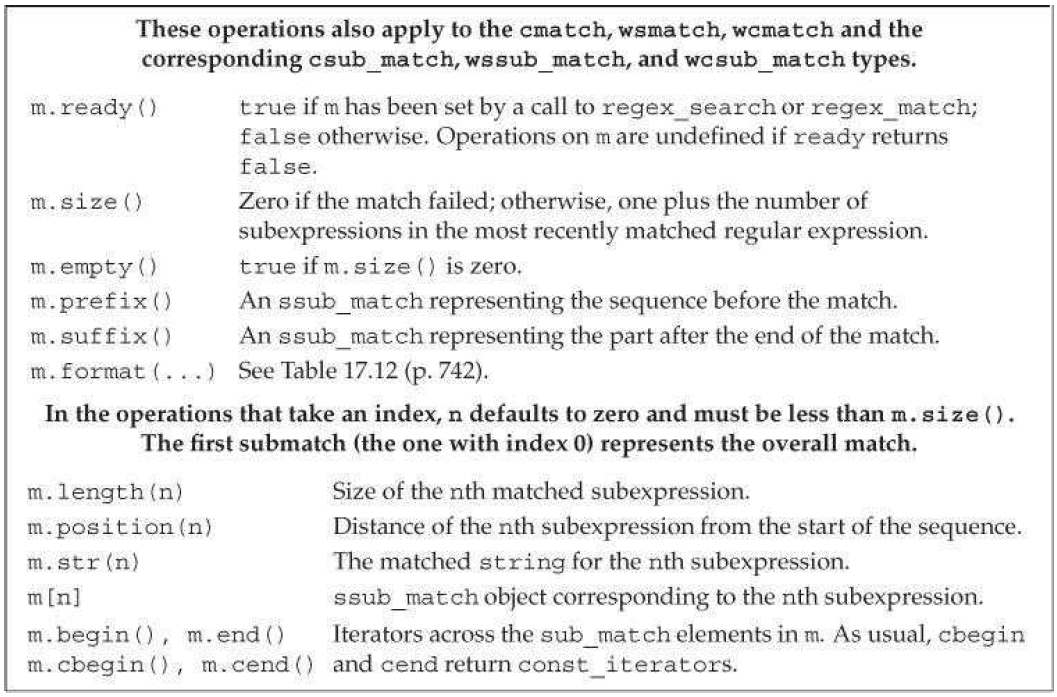 These operations also apply to the cmatch, wsmatch, wcmatch and the
corresponding csub_match, wssub_match, and wcsub_match types.
m.ready() true if m has been set by a call to regex_search or regex_match;
false otherwise. Operations on m are undefined if ready returns
false.
m.size() Zero if the match failed; otherwise, one plus the number of
subexpressions in the most recently matched regular expression.
m.empty() true if m.size() is zero.
m.prefix() An ssub_match representing the sequence before the match.
m.suffix() An ssub_match representing the part after the end of the match.
m.format(...) See Table 17.12 (p. 742).
In the operations that take an index, n defaults to zero and must be less than m.size().
The first submatch (the one with index 0) represents the overall match.
m.length(n) Size of the nth matched subexpression.
m.position(n) Distance of the nth subexpression from the start of the sequence.
m.str(n) The matched string for the nth subexpression.
m[n] ssub_match object corresponding to the nth subexpression.
m.begin(), m.end() Iterators across the sub_match elements in m. As usual, cbegin
m.cbegin(), m.cend() and cend return const_iterators.